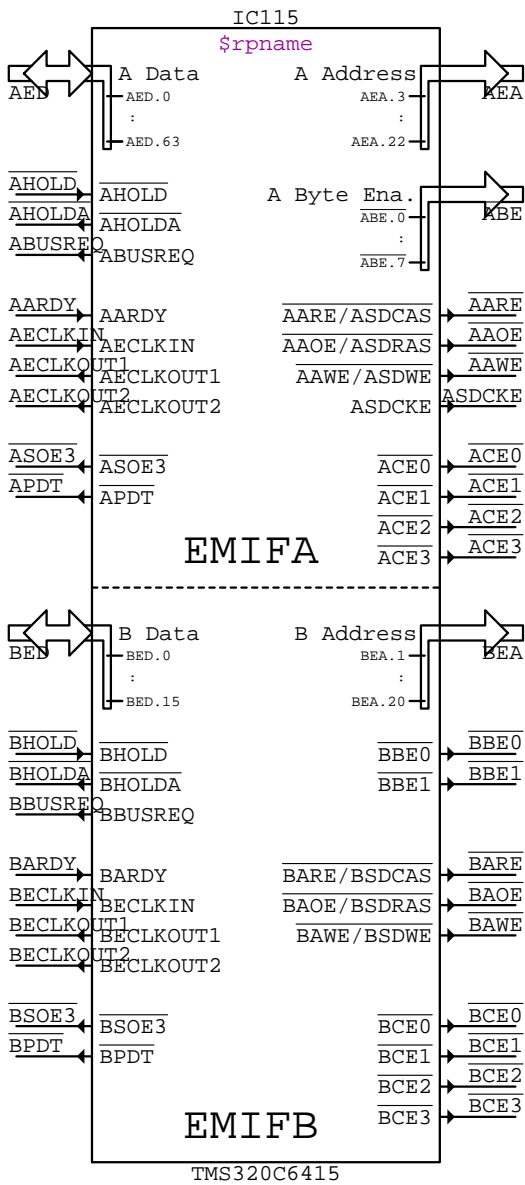 IC115
$rpname
A Data A Address
AED AED.0 AEA.3 AEA
: :
AED.63 AEA.22
AHOLD AHOLD A Byte Ena.
AHOLDA AHOLDA ABE.0 ABE
ABUSREQ ABUSREQ :
ABE.7
AARDY AARDY AARE/ASDCAS AARE
AECLKIN AECLKIN AAOE/ASDRAS AAOE
AECLKOUT1 AECLKOUT1 AAWE/ASDWE AAWE
AECLKOUT2 AECLKOUT2 ASDCKE ASDCKE
ASOE3 ASOE3 ACE0 ACE0
APDT APDT ACE1 ACE1
ACE2 ACE2
EMIFA ACE3 ACE3
B Data B Address
BED BED.0 BEA.1 BEA
: :
BED.15 BEA.20
BHOLD BHOLD BBE0 BBE0
BHOLDA BHOLDA BBE1 BBE1
BBUSREQ BBUSREQ
BARDY BARDY BARE/BSDCAS BARE
BECLKIN BECLKIN BAOE/BSDRAS BAOE
BECLKOUT1 BECLKOUT1 BAWE/BSDWE BAWE
BECLKOUT2 BECLKOUT2
BSOE3 BSOE3 BCE0 BCE0
BPDT BPDT BCE1 BCE1
BCE2 BCE2
EMIFB BCE3 BCE3
TMS320C6415